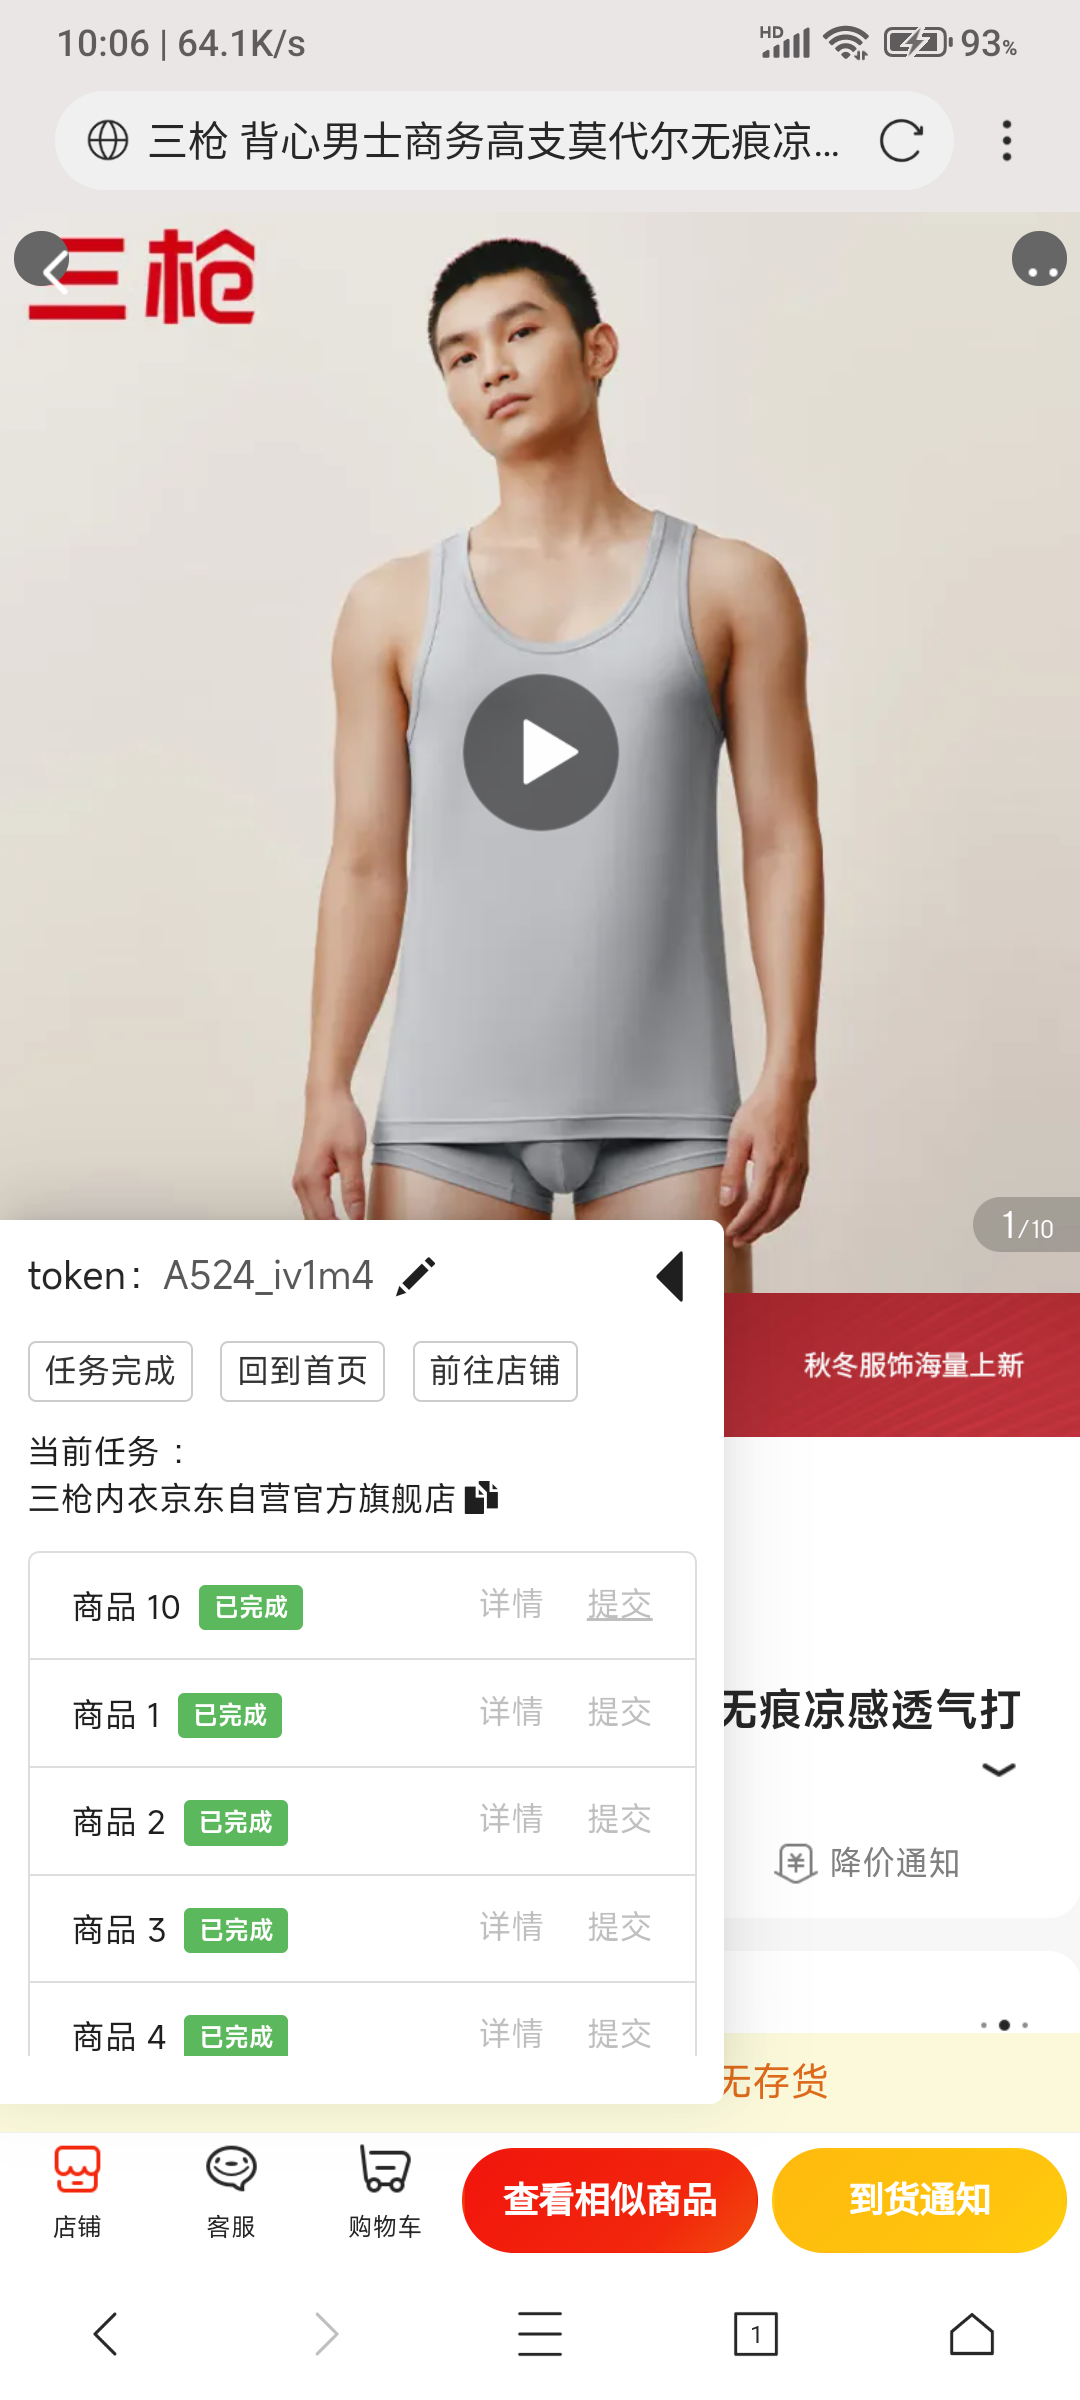 10:06 | 64.1K/s
HD
93%
三枪 背心男士商务高支莫代尔无痕凉...
三枪
1/10
token: A524_iv1m4
任务完成 回到首页 前往店铺
秋冬服饰海量上新
当前任务：
三枪内衣京东自营官方旗舰店
商品 10 已完成 详情 提交
商品 1 已完成 详情 提交
无痕凉感透气打
商品 2 已完成 详情 提交
降价通知
商品 3 已完成 详情 提交
商品 4 已完成 详情 提交
无存货
店铺
客服
购物车
查看相似商品
到货通知
1